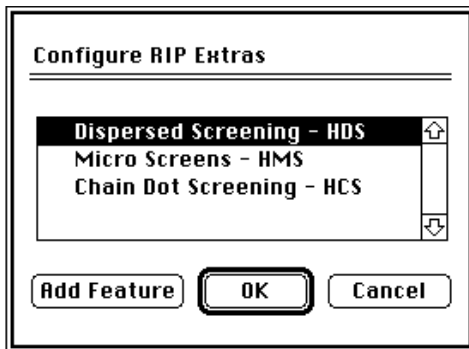 Configure RIP Extras
Dispersed Screening - HDS
Micro Screens - HMS
Chain Dot Screening - HCS
Add Feature OK Cancel